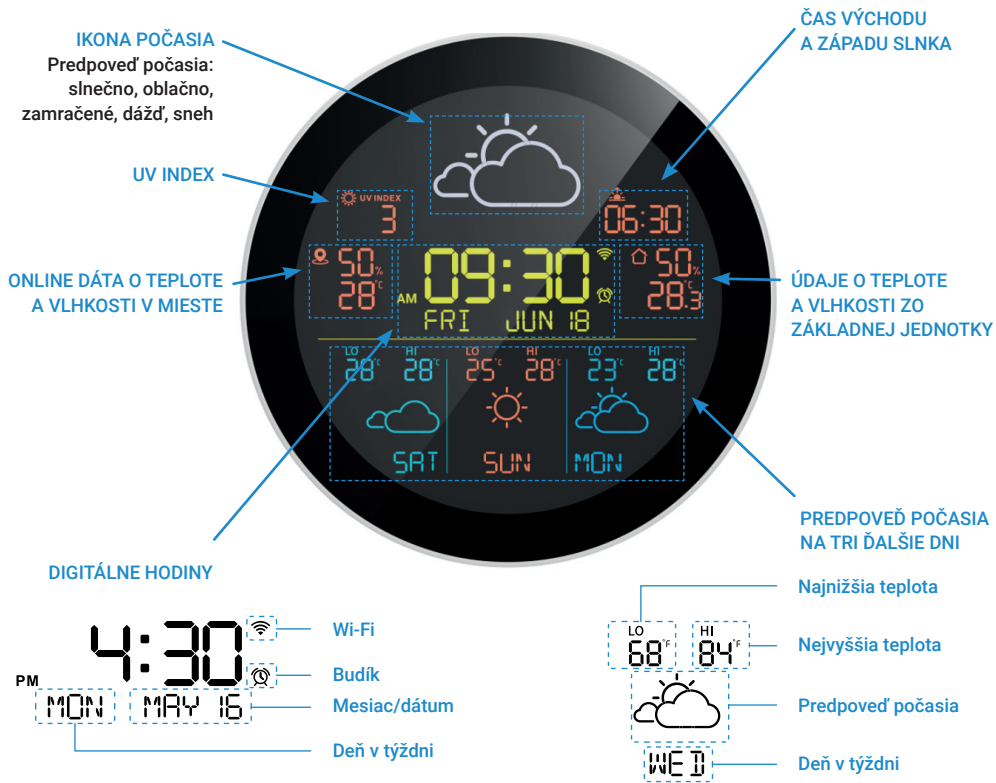 ČAS VÝCHODU
A ZÁPADU SLNKA
IKONA POČASIA
Predpoveď počasia:
slnečno, oblačno,
zamračené, dážď, sneh
UV INDEX
UV INDEX
3
06:30
ONLINE DÁTA O TEPLOTE
A VLHKOSTI V MIESTE
50%
28°C
AM 09:30
FRI JUN 18
50%
28.3°C
ÚDAJE O TEPLOTE
A VLHKOSTI ZO
ZÁKLADNEJ JEDNOTKY
LO HI LO HI LO HI
28°C 28°C 25°C 28°C 23°C 28°C
SAT SUN MON
PREDPOVEĎ POČASIA
NA TRI ĎALŠIE DNI
DIGITÁLNE HODINY
PM 4:30
MON MAY 16
Wi-Fi
Budík
Mesiac/dátum
Deň v týždni
Najnižšia teplota
LO HI
68°F 84°F
Nejvyššia teplota
Predpoveď počasia
WED
Deň v týždni